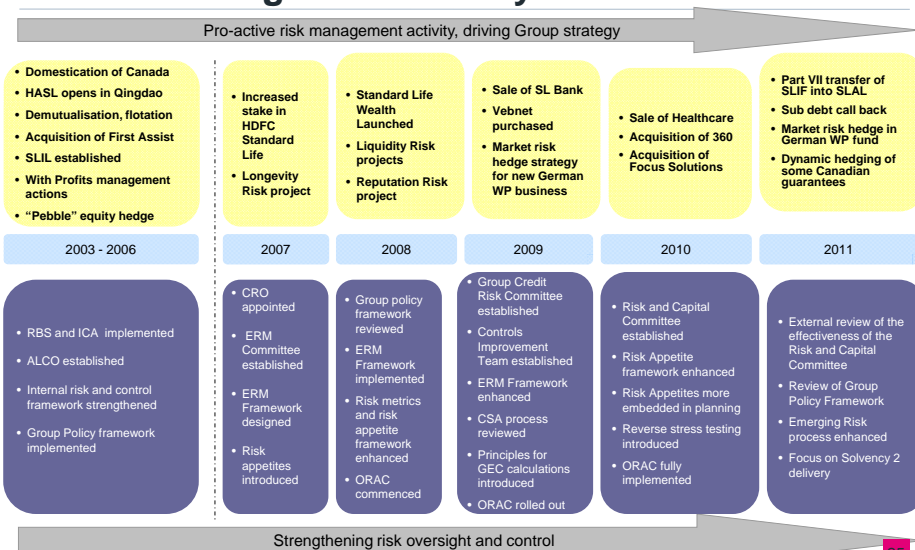 Pro-active risk management activity, driving Group strategy
• Domestication of Canada
• HASL opens in Qingdao
• Demutualisation, flotation
• Acquisition of First Assist
• SLIL established
• With Profits management
actions
• “Pebble” equity hedge
• Increased
stake in
HDFC
Standard
Life
• Longevity
Risk project
• Standard Life
Wealth
Launched
• Liquidity Risk
projects
• Reputation Risk
project
• Sale of SL Bank
• Vebnet
purchased
• Market risk
hedge strategy
for new German
WP business
• Sale of Healthcare
• Acquisition of 360
• Acquisition of
Focus Solutions
• Part VII transfer of
SLIF into SLAL
• Sub debt call back
• Market risk hedge in
German WP fund
• Dynamic hedging of
some Canadian
guarantees
2003 - 2006
2007
2008
2009
2010
2011
• RBS and ICA implemented
• ALCO established
• Internal risk and control
framework strengthened
• Group Policy framework
implemented
• CRO
appointed
• ERM
Committee
established
• ERM
Framework
designed
• Risk
appetites
introduced
• Group policy
framework
reviewed
• ERM
Framework
implemented
• Risk metrics
and risk
appetite
framework
enhanced
• ORAC
commenced
• Group Credit
Risk Committee
established
• Controls
Improvement
Team established
• ERM Framework
enhanced
• CSA process
reviewed
• Principles for
GEC calculations
introduced
• ORAC rolled out
• Risk and Capital
Committee
established
• Risk Appetite
framework enhanced
• Risk Appetites more
embedded in planning
• Reverse stress testing
introduced
• ORAC fully
implemented
• External review of the
effectiveness of the
Risk and Capital
Committee
• Review of Group
Policy Framework
• Emerging Risk
process enhanced
• Focus on Solvency 2
delivery
Strengthening risk oversight and control